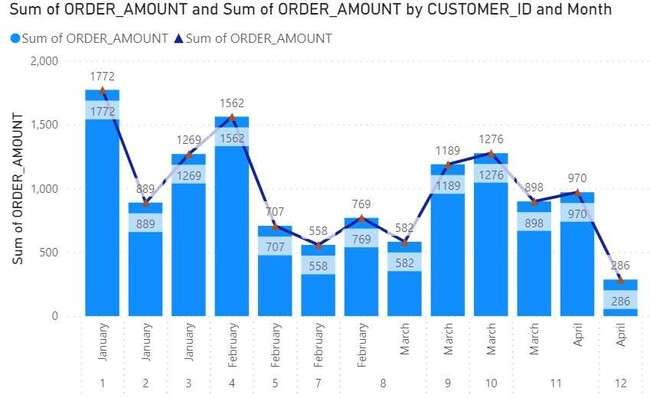 Sum of ORDER_AMOUNT and Sum of ORDER_AMOUNT by CUSTOMER_ID and Month
Sum of ORDER_AMOUNT Sum of ORDER_AMOUNT
Sum of ORDER_AMOUNT
2,000
1,500
1,000
500
0
1772
889
1269
1562
707
558
769
582
1189
1276
898
970
286
1772
889
1269
1562
707
558
769
582
1189
1276
898
970
286
January
January
January
February
February
February
February
March
March
March
March
April
April
1 2 3 4 5 7 8 9 10 11 12